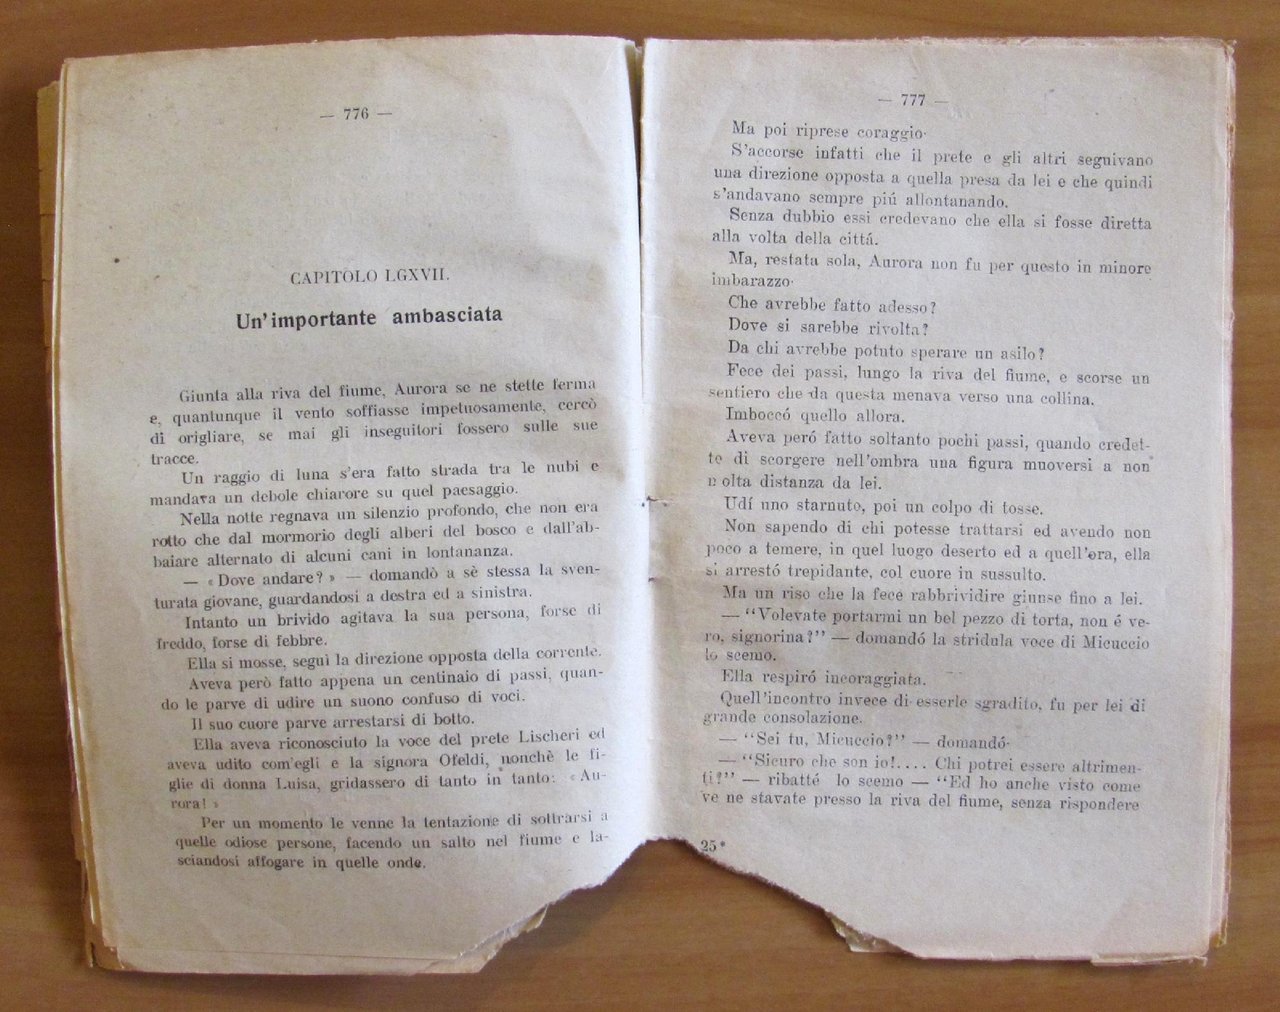 — 776 —
CAPITOLO LGXVII.
Un'importante ambasciata
Giunta alla riva del fiume, Aurora se ne stette ferma
e, quantunque il vento soffiasse impetuosamente, cercò
di origliare, se mai gli inseguitori fossero sulle sue
tracce.
Un raggio di luna s'era fatto strada tra le nubi e
mandava un debole chiarore su quel paesaggio.
Nella notte regnava un silenzio profondo, che non era
rotto che dal mormorio degli alberi del bosco e dall'ab-
baiare alternato di alcuni cani in lontananza.
— «Dove andare?» — domandò a sè stessa la sven-
turata giovane, guardandosi a destra ed a sinistra.
Intanto un brivido agitava la sua persona, forse di
freddo, forse di febbre.
Ella si mosse, seguì la direzione opposta della corrente.
Aveva però fatto appena un centinaio di passi, quan-
do le parve di udire un suono confuso di voci.
Il suo cuore parve arrestarsi di botto.
Ella aveva riconosciuto la voce del prete Lischeri ed
aveva udito com'egli e la signora Ofeldi, nonchè le fi-
glie di donna Luisa, gridassero di tanto in tanto: «Au-
rora!»
Per un momento le venne la tentazione di sottrarsi a
quelle odiose persone, facendo un salto nel fiume e la-
sciandosi affogare in quelle onde.
— 777 —
Ma poi riprese coraggio.
S'accorse infatti che il prete e gli altri seguivano
una direzione opposta a quella presa da lei e che quindi
s'andavano sempre piú allontanando.
Senza dubbio essi credevano che ella si fosse diretta
alla volta della cittá.
Ma, restata sola, Aurora non fu per questo in minore
imbarazzo.
Che avrebbe fatto adesso?
Dove si sarebbe rivolta?
Da chi avrebbe potuto sperare un asilo?
Fece dei passi, lungo la riva del fiume, e scorse un
sentiero che da questa menava verso una collina.
Imboccó quello allora.
Aveva peró fatto soltanto pochi passi, quando credet-
te di scorgere nell'ombra una figura muoversi a non
molta distanza da lei.
Udí uno starnuto, poi un colpo di tosse.
Non sapendo di chi potesse trattarsi ed avendo non
poco a temere, in quel luogo deserto ed a quell'ora, ella
si arrestó trepidante, col cuore in sussulto.
Ma un riso che la fece rabbrividire giunse fino a lei.
— "Volevate portarmi un bel pezzo di torta, non é ve-
ro, signorina?" — domandó la stridula voce di Micuccio
lo scemo.
Ella respiró incoraggiata.
Quell'incontro invece di esserle sgradito, fu per lei di
grande consolazione.
— "Sei tu, Micuccio?" — domandó.
— "Sicuro che son io!.... Chi potrei essere altrimen-
ti?" — ribatté lo scemo — "Ed ho anche visto come
ve ne stavate presso la riva del fiume, senza rispondere
25*